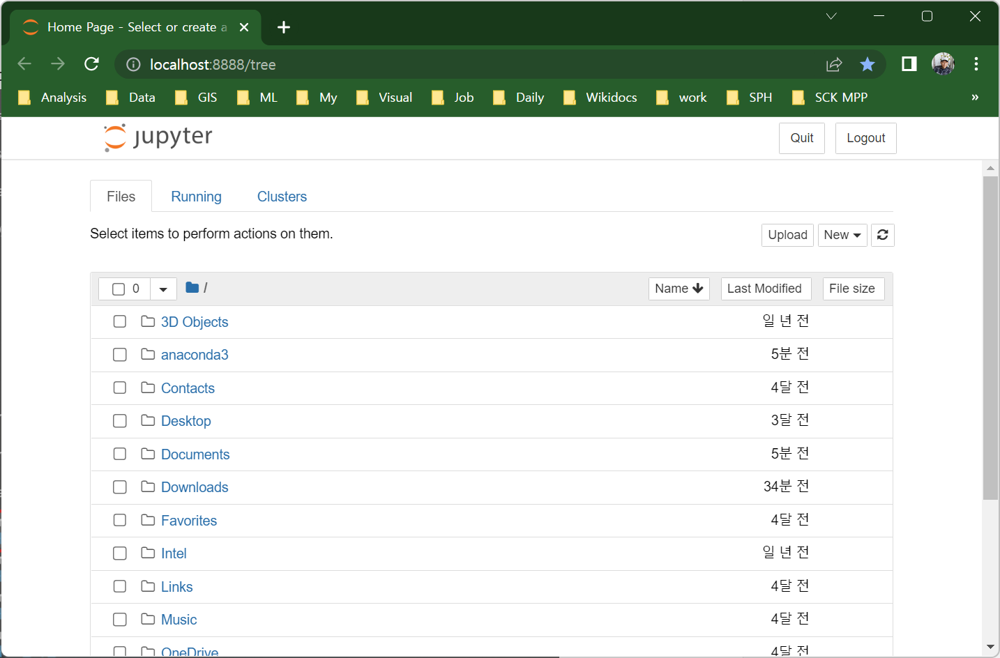 Home Page - Select or create a
localhost:8888/tree
Analysis Data GIS ML My Visual Job Daily Wikidocs work SPH SCK MPP »
jupyter Quit Logout
Files Running Clusters
Select items to perform actions on them. Upload New
0 / Name Last Modified File size
3D Objects 일 년 전
anaconda3 5분 전
Contacts 4달 전
Desktop 3달 전
Documents 5분 전
Downloads 34분 전
Favorites 4달 전
Intel 일 년 전
Links 4달 전
Music 4달 전
OneDrive 4달 전